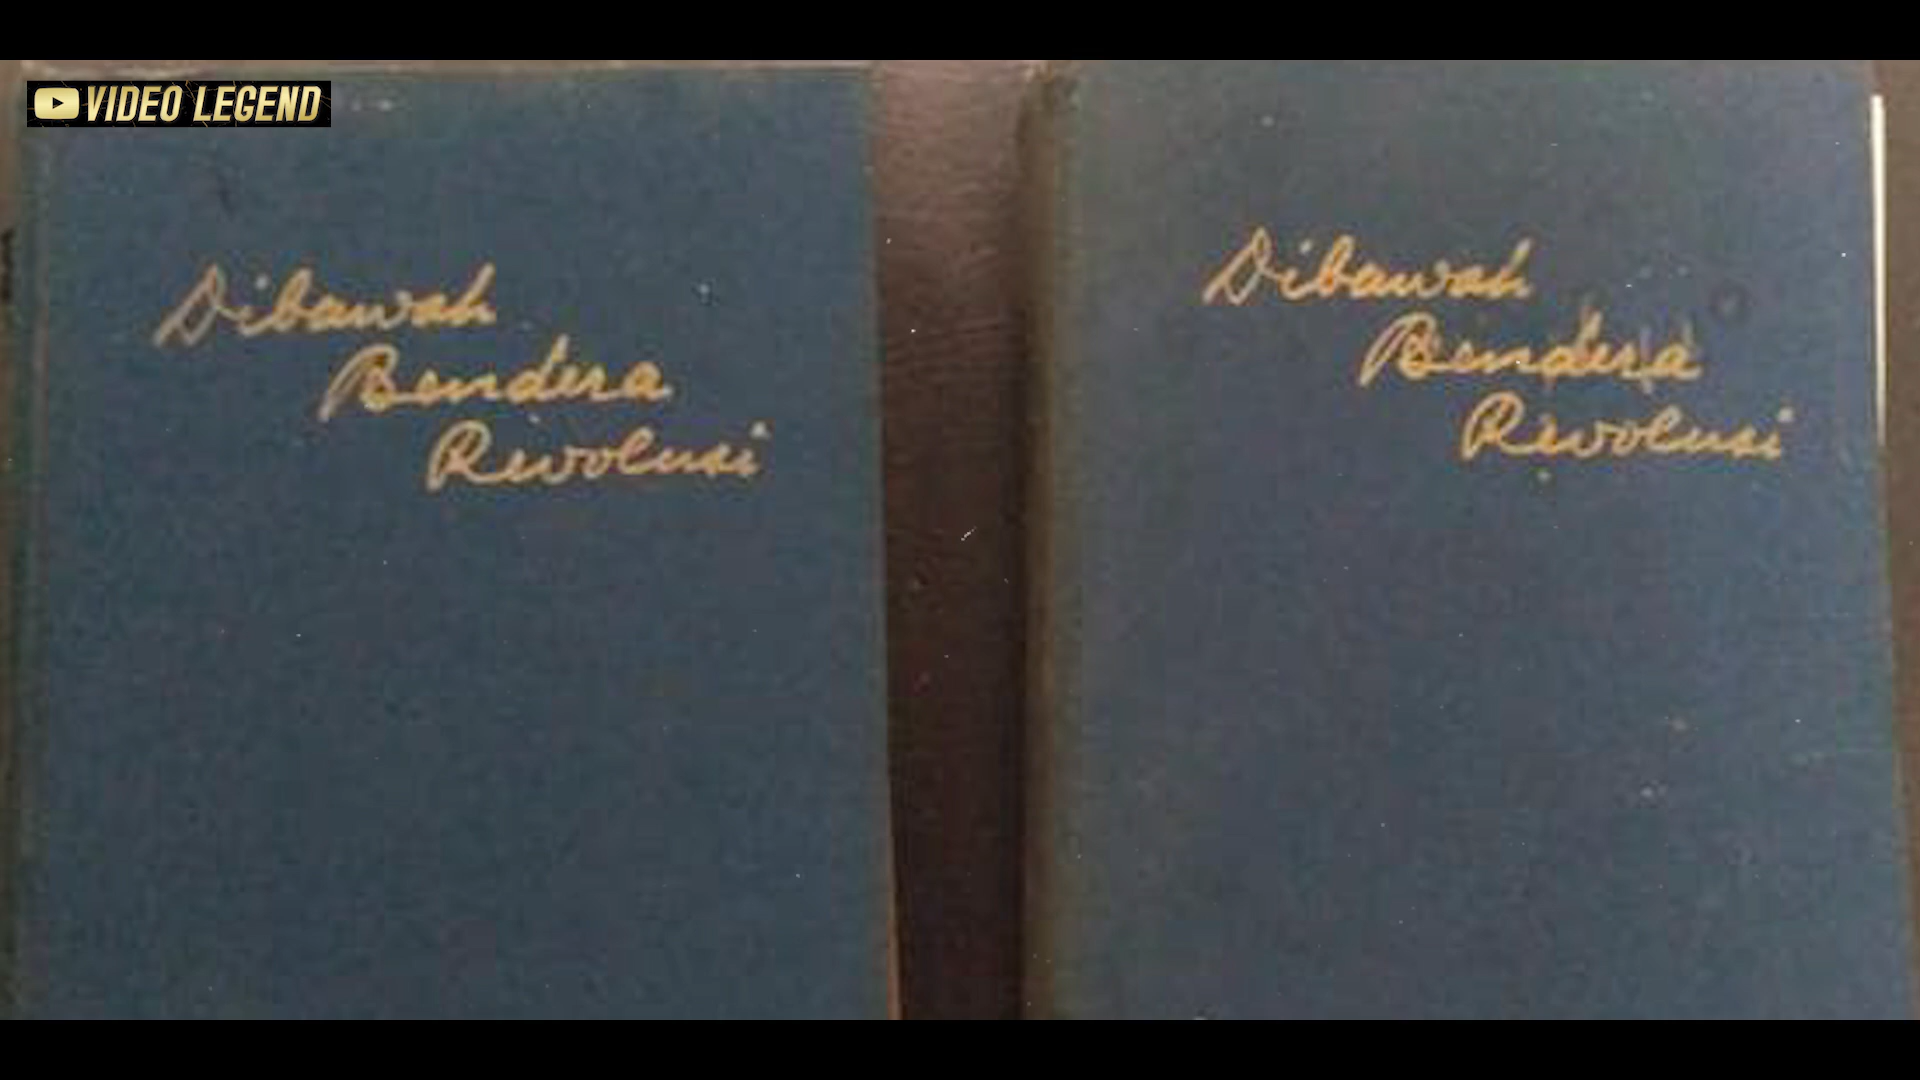 VIDEO LEGEND
Dibawah
Bendera
Revolusi
Dibawah
Bendera
Revolusi